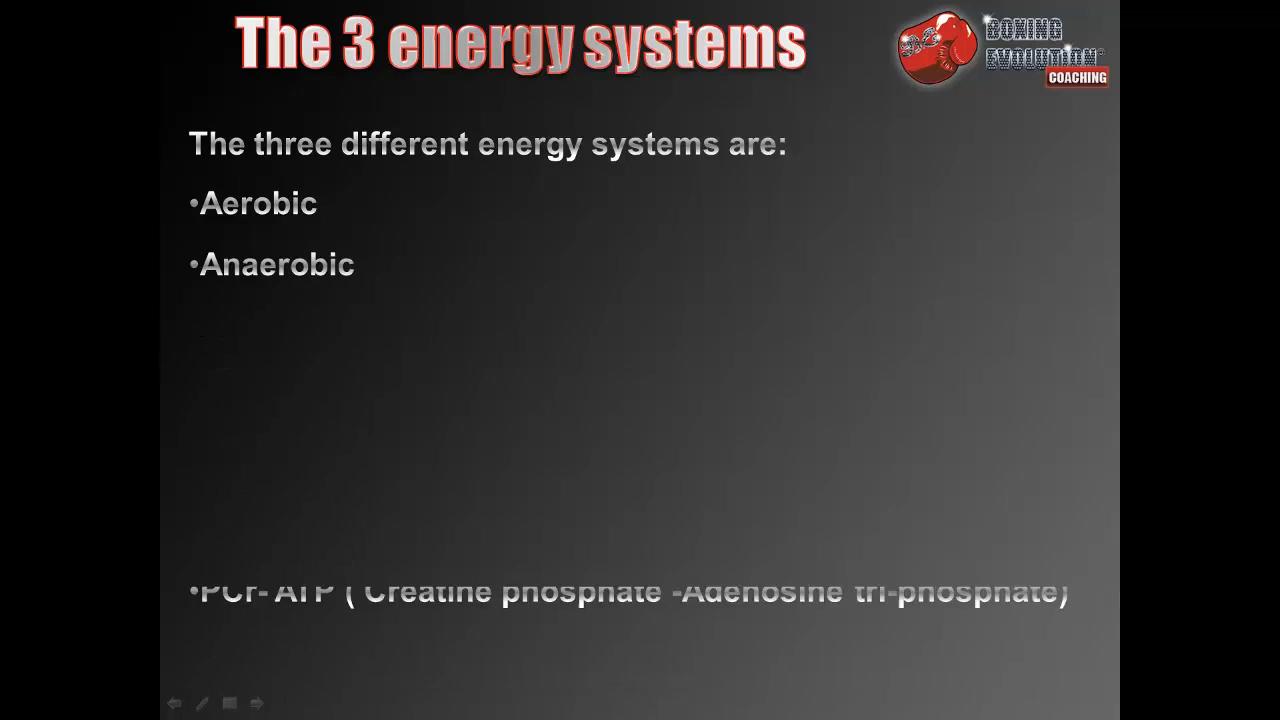 The 3 energy systems
BOXING
EVOLUTION
COACHING
The three different energy systems are:
•Aerobic
•Anaerobic
•PCr- ATP ( Creatine phosphate -Adenosine tri-phosphate)